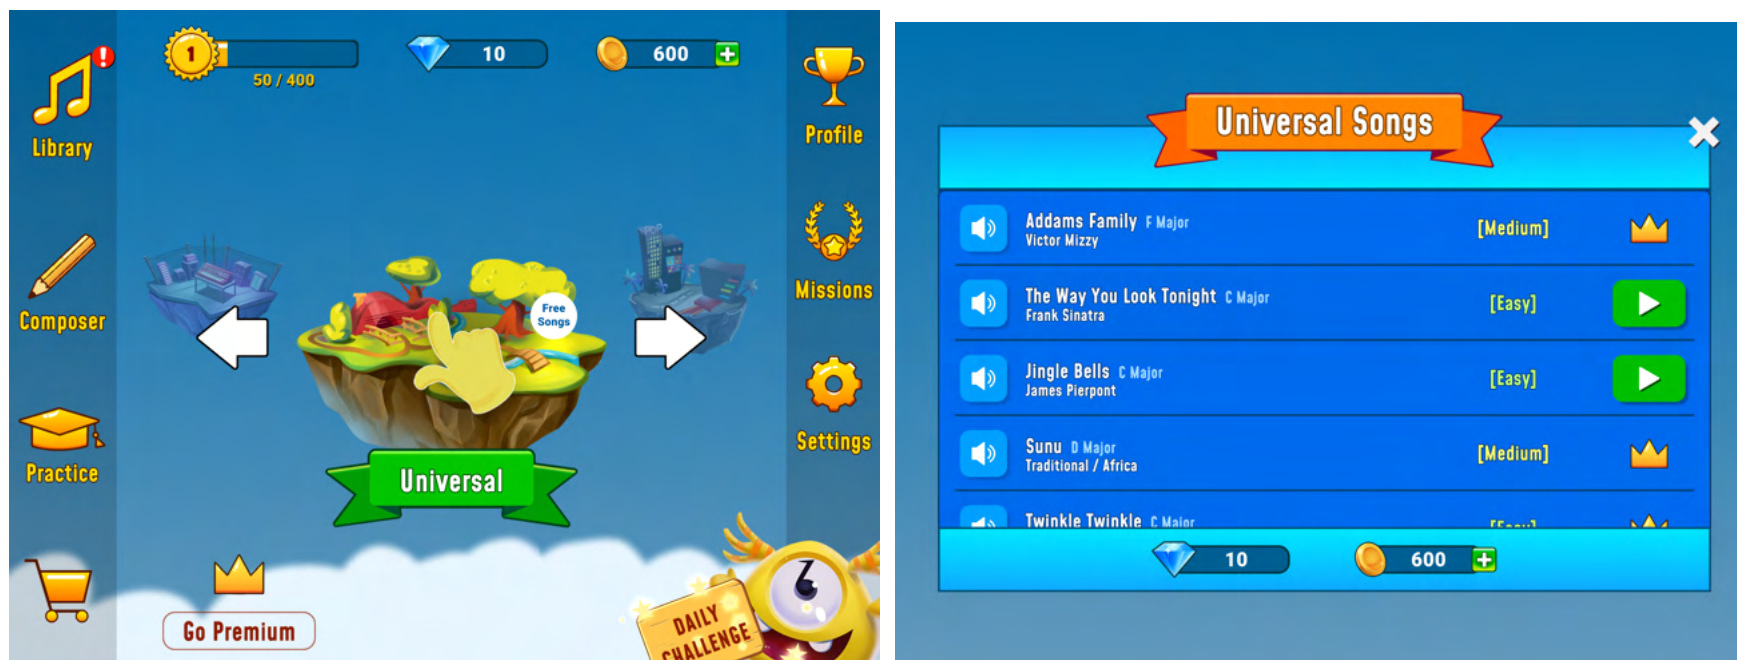 1
50 / 400
10
600
Library
Composer
Practice
Profile
Missions
Settings
Free
Songs
Universal
Go Premium
DAILY
CHALLENGE
Universal Songs
Addams Family F Major
Victor Mizzy
[Medium]
The Way You Look Tonight C Major
Frank Sinatra
[Easy]
Jingle Bells C Major
James Pierpont
[Easy]
Sunu D Major
Traditional / Africa
[Medium]
Twinkle Twinkle C Major
[Easy]
10
600